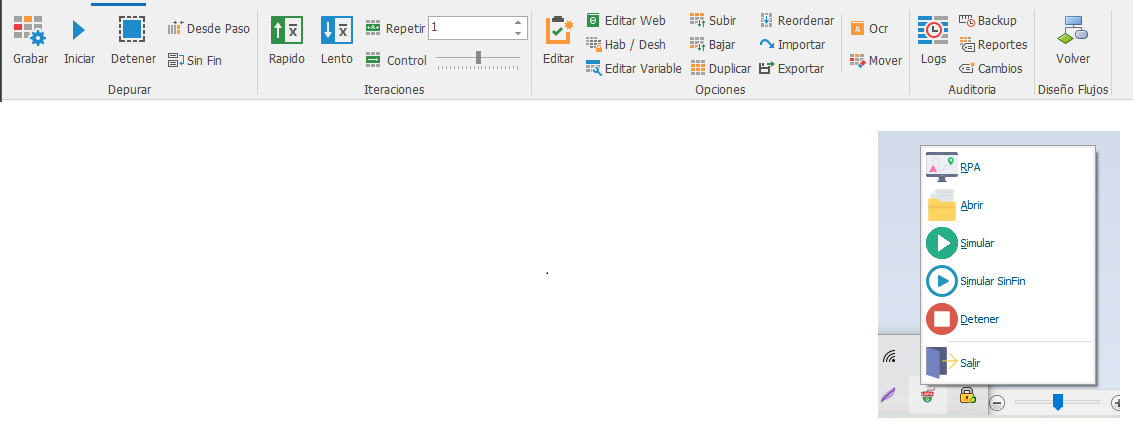 Grabar
Iniciar
Detener
Desde Paso
Sin Fin
Depurar
Rapido
Lento
Repetir 1
Control
Iteraciones
Editar
Editar Web
Hab / Desh
Editar Variable
Subir
Bajar
Duplicar
Reordenar
Importar
Exportar
Ocr
Mover
Opciones
Logs
Backup
Reportes
Cambios
Auditoria
Volver
Diseño Flujos
.
RPA
Abrir
Simular
Simular SinFin
Detener
Salir